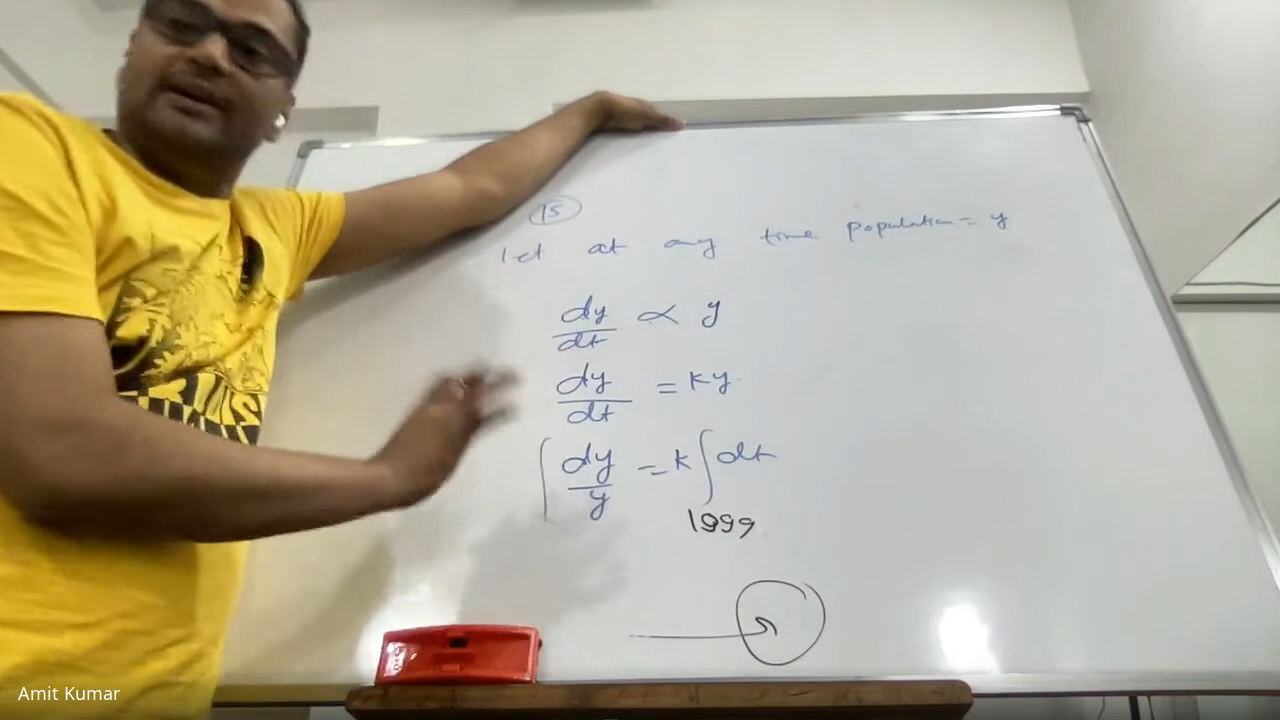 15
let at any time population = y
dy/dt ∝ y
dy/dt = ky
∫ dy/y = k ∫ dt
1999
Amit Kumar